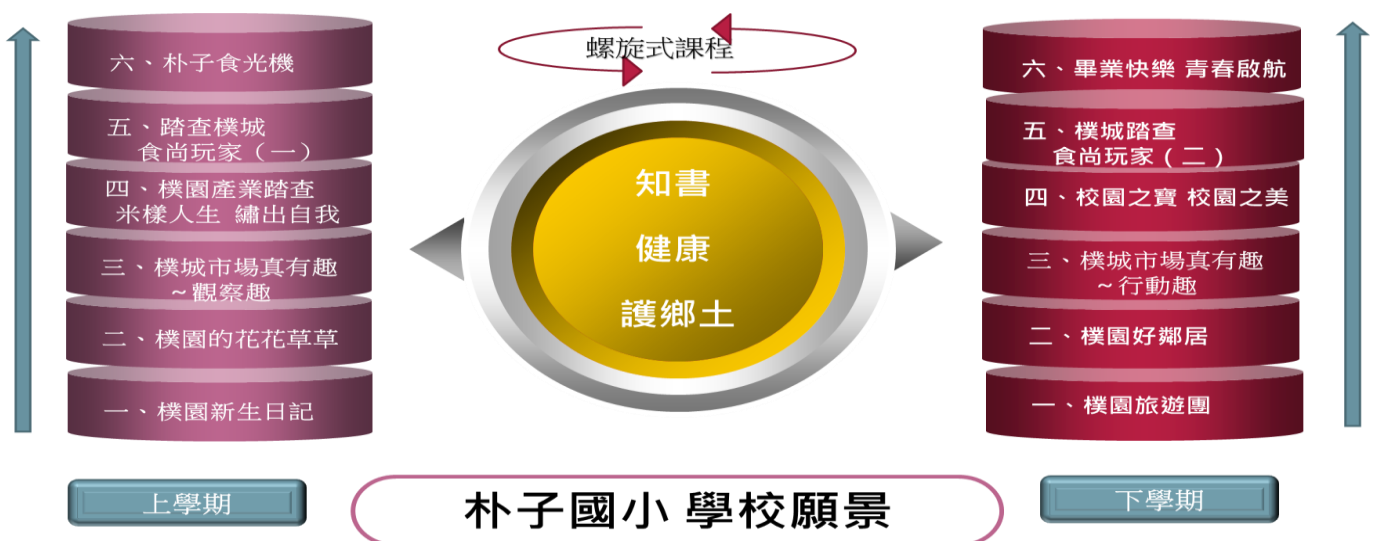 六、朴子食光機
五、踏查樸城
食尚玩家（一）
四、樸園產業踏查
米樣人生 繡出自我
三、樸城市場真有趣
~觀察趣
二、樸園的花花草草
一、樸園新生日記
上學期
螺旋式課程
知書
健康
護鄉土
朴子國小 學校願景
六、畢業快樂 青春啟航
五、樸城踏查
食尚玩家（二）
四、校園之寶 校園之美
三、樸城市場真有趣
~行動趣
二、樸園好鄰居
一、樸園旅遊團
下學期